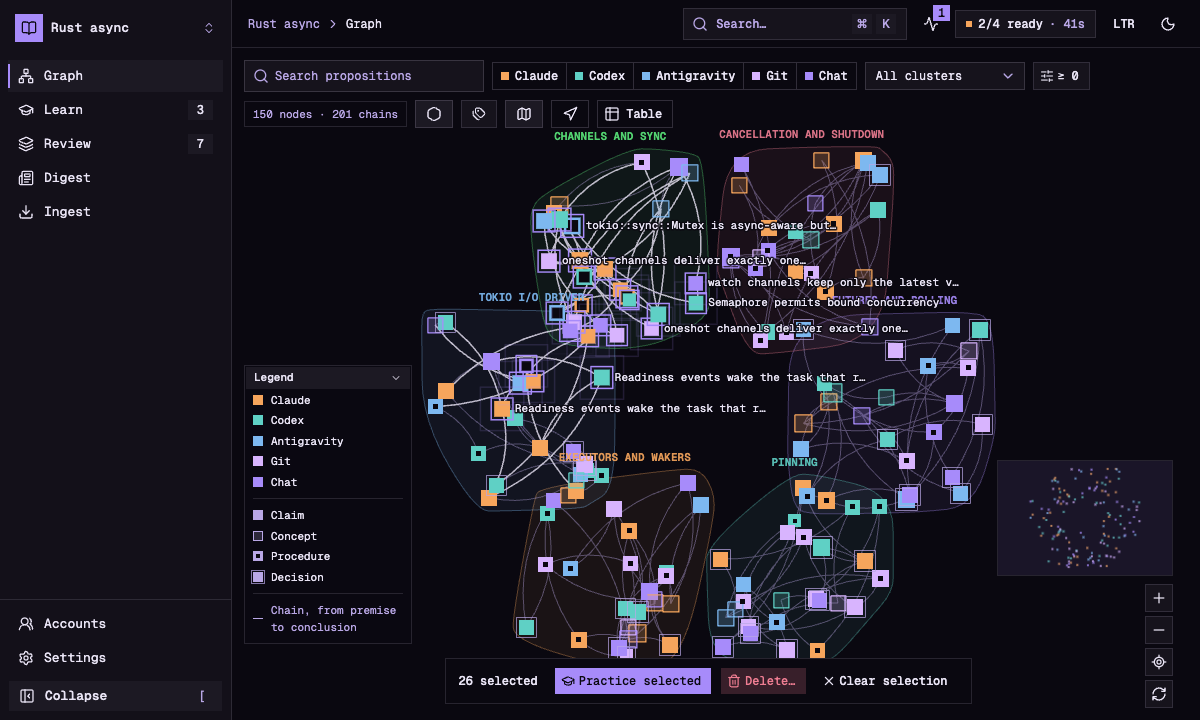 Rust async
Graph
Learn 3
Review 7
Digest
Ingest
Accounts
Settings
Collapse [
Rust async > Graph
Search… ⌘ K
1
2/4 ready · 41s
LTR
Search propositions
Claude
Codex
Antigravity
Git
Chat
All clusters
≥ 0
150 nodes · 201 chains
Table
CHANNELS AND SYNC
CANCELLATION AND SHUTDOWN
tokio::sync::Mutex is async-aware but…
oneshot channels deliver exactly one…
watch channels keep only the latest v…
TOKIO I/O DRIVER
Semaphore permits bound concurrency
POLLING
oneshot channels deliver exactly one…
Readiness events wake the task that r…
Readiness events wake the task that r…
EXECUTORS AND WAKERS
PINNING
Legend
Claude
Codex
Antigravity
Git
Chat
Claim
Concept
Procedure
Decision
Chain, from premise
to conclusion
26 selected
Practice selected
Delete…
Clear selection